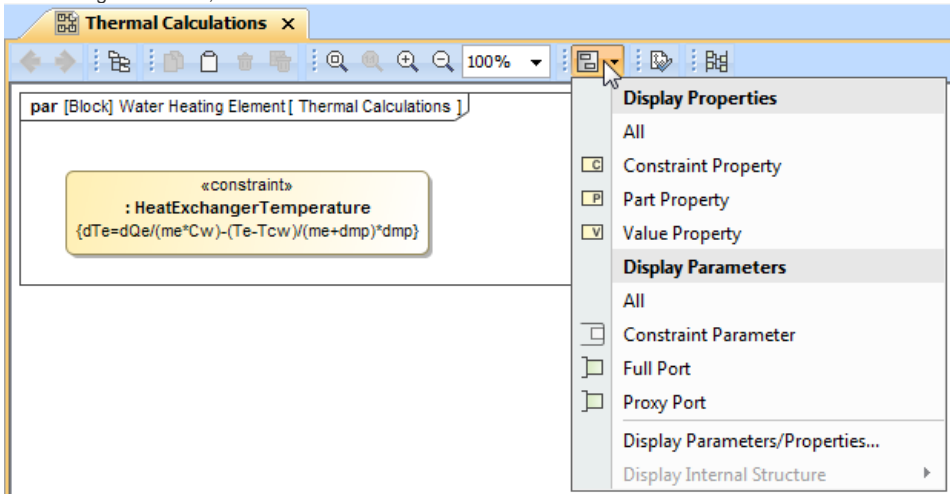 Thermal Calculations X
100%
par [Block] Water Heating Element [ Thermal Calculations ]
«constraint»
: HeatExchangerTemperature
{dTe=dQe/(me*Cw)-(Te-Tcw)/(me+dmp)*dmp}
Display Properties
All
C Constraint Property
P Part Property
V Value Property
Display Parameters
All
Constraint Parameter
Full Port
Proxy Port
Display Parameters/Properties...
Display Internal Structure